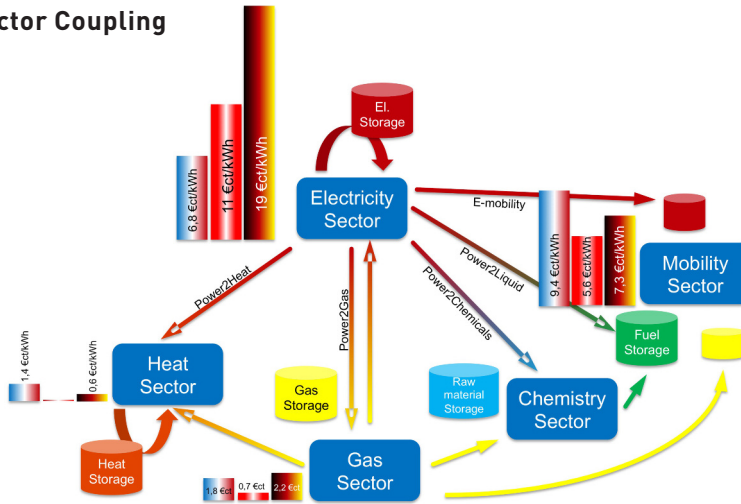 ctor Coupling
El.
Storage
6,8 €ct/kWh
11 €ct/kWh
19 €ct/kWh
Electricity
Sector
E-mobility
Power2Liquid
Power2Chemicals
Power2Gas
Power2Heat
9,4 €ct/kWh
5,6 €ct/kWh
7,3 €ct/kWh
Mobility
Sector
1,4 €ct/kWh
0,6 €ct/kWh
Heat
Sector
Gas
Storage
Raw
material
Storage
Chemistry
Sector
Fuel
Storage
Heat
Storage
1,8 €ct
0,7 €ct
2,2 €ct
Gas
Sector